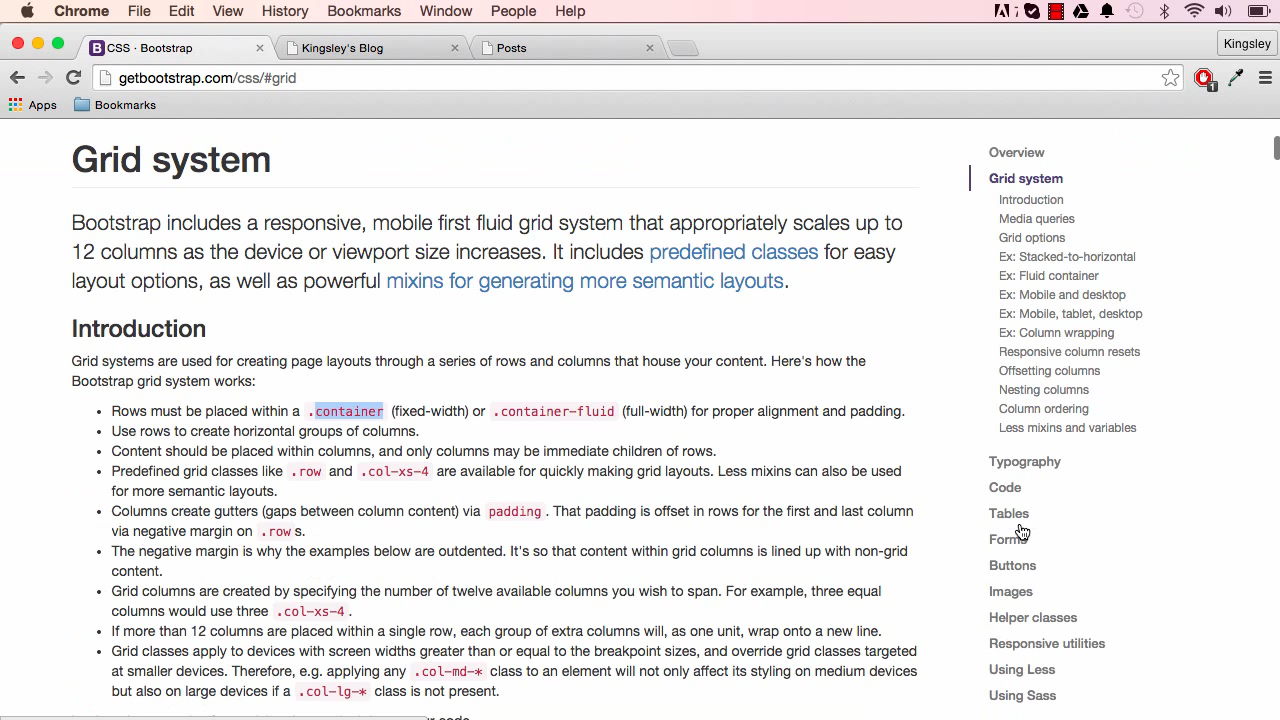 Chrome File Edit View History Bookmarks Window People Help
CSS · Bootstrap Kingsley's Blog Posts Kingsley
getbootstrap.com/css/#grid
Apps Bookmarks
Grid system
Bootstrap includes a responsive, mobile first fluid grid system that appropriately scales up to
12 columns as the device or viewport size increases. It includes predefined classes for easy
layout options, as well as powerful mixins for generating more semantic layouts.
Introduction
Grid systems are used for creating page layouts through a series of rows and columns that house your content. Here's how the
Bootstrap grid system works:
• Rows must be placed within a .container (fixed-width) or .container-fluid (full-width) for proper alignment and padding.
• Use rows to create horizontal groups of columns.
• Content should be placed within columns, and only columns may be immediate children of rows.
• Predefined grid classes like .row and .col-xs-4 are available for quickly making grid layouts. Less mixins can also be used
for more semantic layouts.
• Columns create gutters (gaps between column content) via padding. That padding is offset in rows for the first and last column
via negative margin on .rows.
• The negative margin is why the examples below are outdented. It's so that content within grid columns is lined up with non-grid
content.
• Grid columns are created by specifying the number of twelve available columns you wish to span. For example, three equal
columns would use three .col-xs-4.
• If more than 12 columns are placed within a single row, each group of extra columns will, as one unit, wrap onto a new line.
• Grid classes apply to devices with screen widths greater than or equal to the breakpoint sizes, and override grid classes targeted
at smaller devices. Therefore, e.g. applying any .col-md-* class to an element will not only affect its styling on medium devices
but also on large devices if a .col-lg-* class is not present.
Overview
Grid system
Introduction
Media queries
Grid options
Ex: Stacked-to-horizontal
Ex: Fluid container
Ex: Mobile and desktop
Ex: Mobile, tablet, desktop
Ex: Column wrapping
Responsive column resets
Offsetting columns
Nesting columns
Column ordering
Less mixins and variables
Typography
Code
Tables
Forms
Buttons
Images
Helper classes
Responsive utilities
Using Less
Using Sass